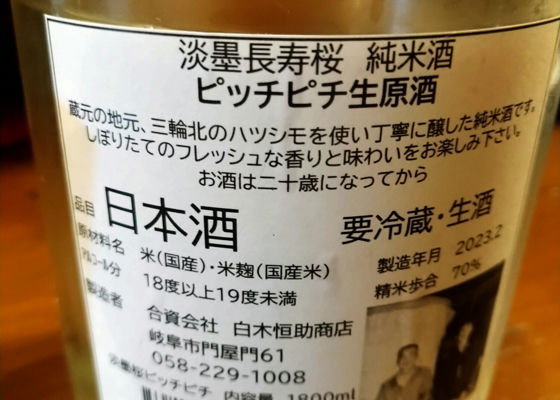 淡墨長寿桜 純米酒
ピッチピチ生原酒
蔵元の地元、三輪北のハツシモを使い丁寧に醸した純米酒です。
しぼりたてのフレッシュな香りと味わいをお楽しみ下さい。
お酒は二十歳になってから
品目 日本酒 要冷蔵・生酒
原材料名 米(国産)・米麹(国産米) 製造年月 2023.2
アルコール分 18度以上19度未満 精米歩合 70%
製造者 合資会社 白木恒助商店
岐阜市門屋門61
058-229-1008
淡墨桜ピッチピチ 内容量 1800ml